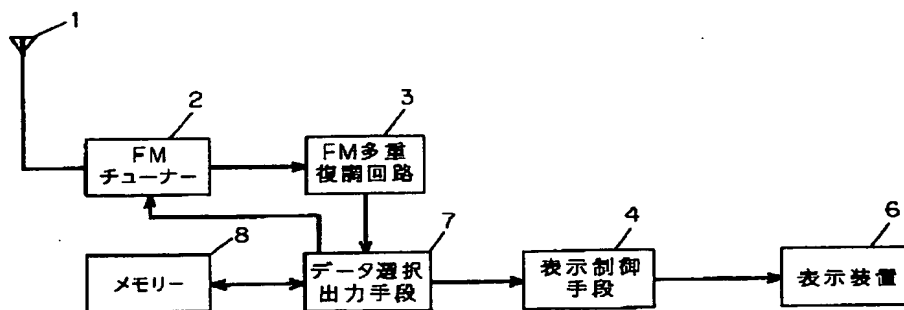 1
2
FM
チューナー
3
FM多重
復調回路
8
メモリー
7
データ選択
出力手段
4
表示制御
手段
6
表示装置